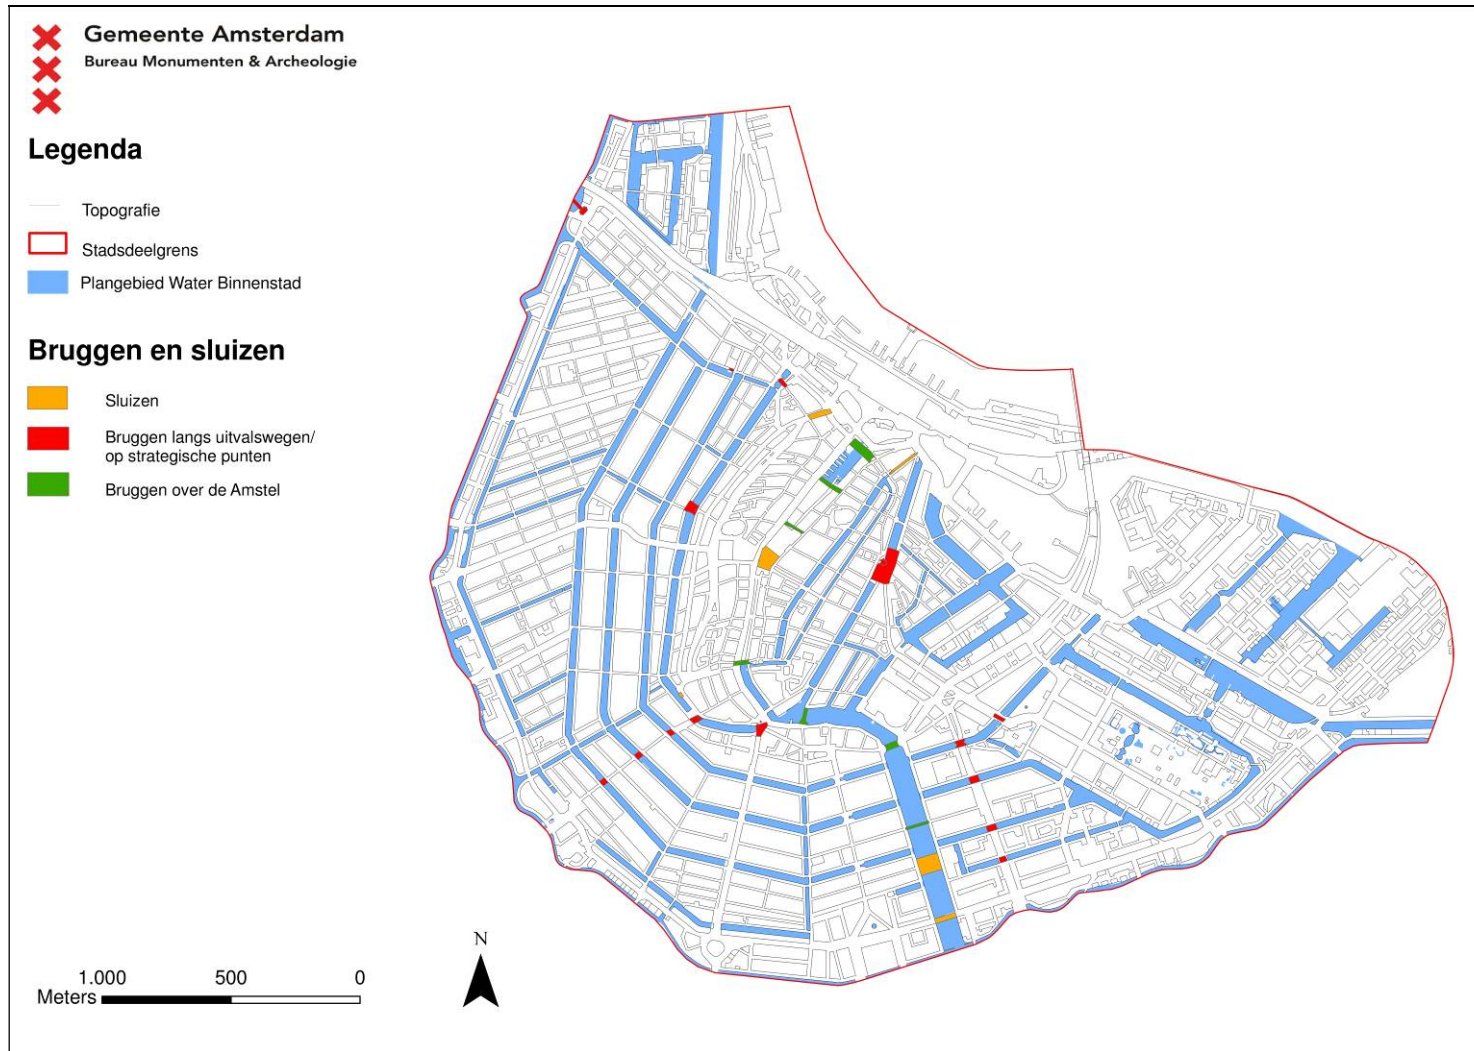 Gemeente Amsterdam
Bureau Monumenten & Archeologie
Legenda
Topografie
Stadsdeelgrens
Plangebied Water Binnenstad
Bruggen en sluizen
Sluizen
Bruggen langs uitvalswegen/
op strategische punten
Bruggen over de Amstel
N
1.000 500 0
Meters